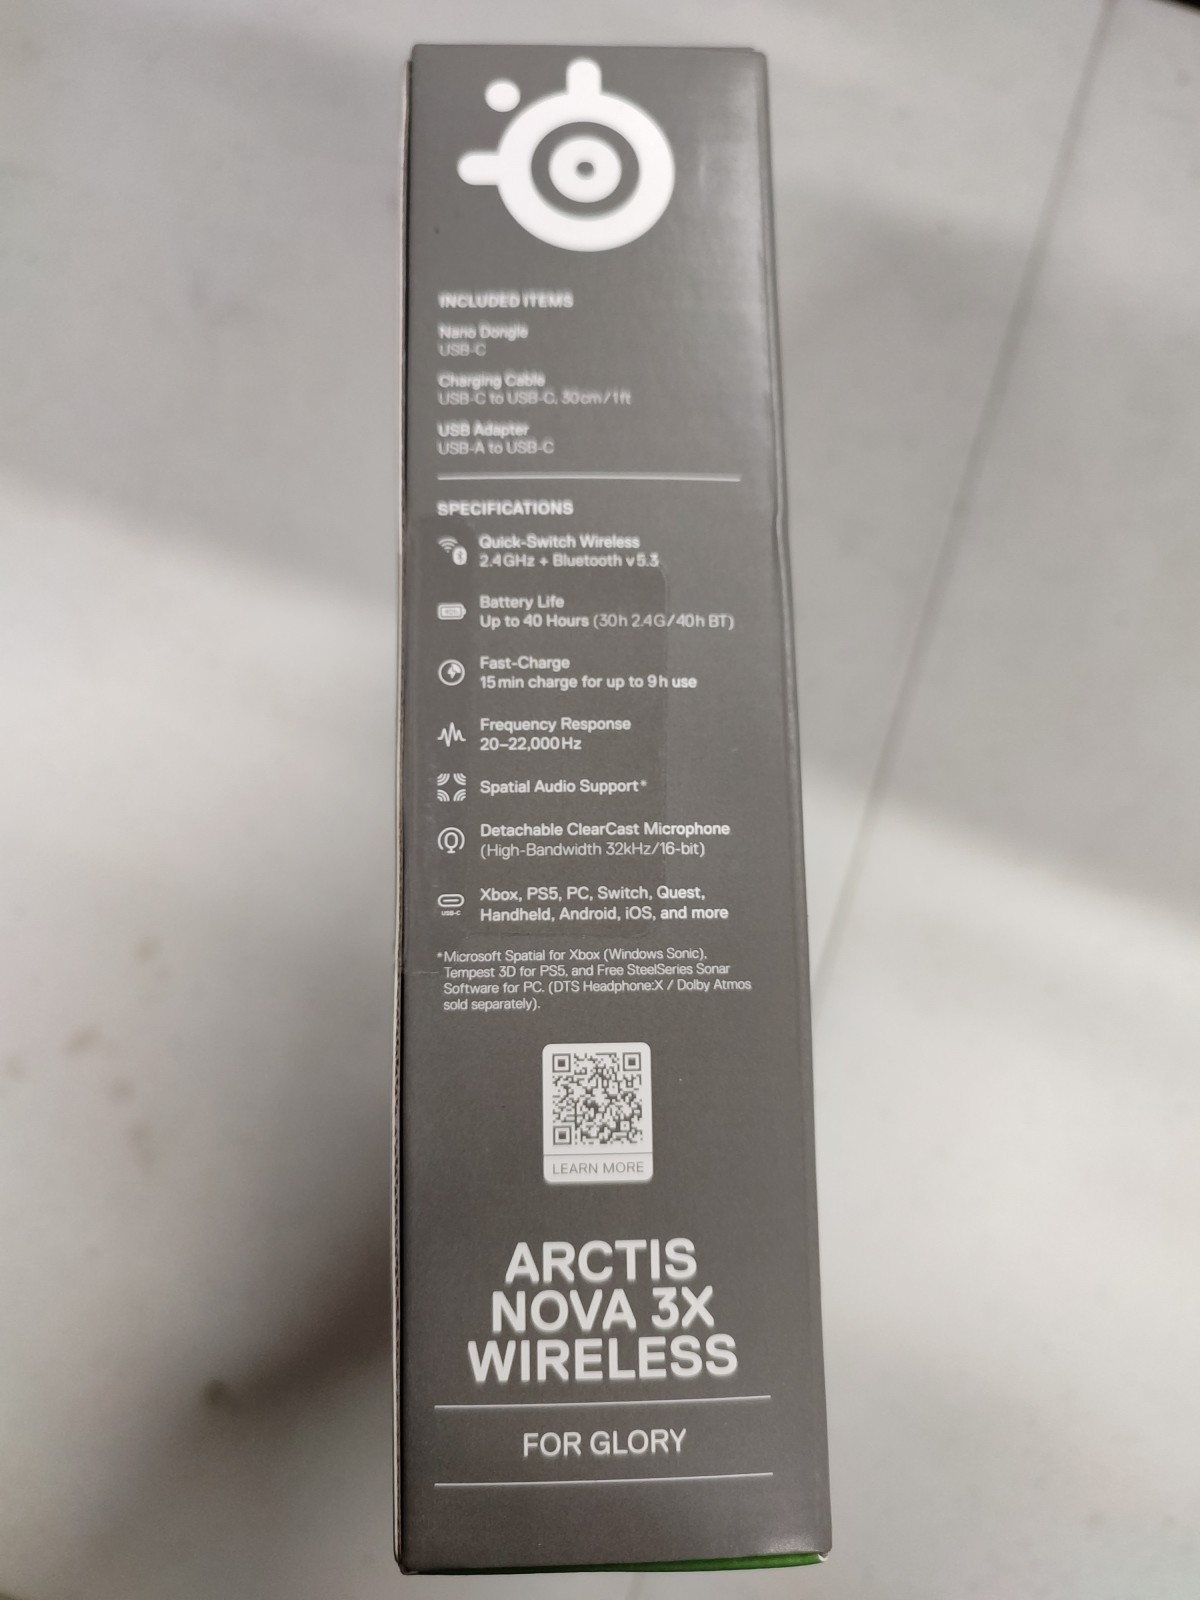 INCLUDED ITEMS
Nano Dongle
USB-C
Charging Cable
USB-C to USB-C, 30cm/1ft
USB Adapter
USB-A to USB-C
SPECIFICATIONS
Quick-Switch Wireless
2.4GHz + Bluetooth v5.3
Battery Life
Up to 40 Hours (30h 2.4G/40h BT)
Fast-Charge
15min charge for up to 9h use
Frequency Response
20–22,000Hz
Spatial Audio Support*
Detachable ClearCast Microphone
(High-Bandwidth 32kHz/16-bit)
USB-C
Xbox, PS5, PC, Switch, Quest,
Handheld, Android, iOS, and more
*Microsoft Spatial for Xbox (Windows Sonic),
Tempest 3D for PS5, and Free SteelSeries Sonar
Software for PC. (DTS Headphone:X / Dolby Atmos
sold separately).
LEARN MORE
ARCTIS
NOVA 3X
WIRELESS
FOR GLORY